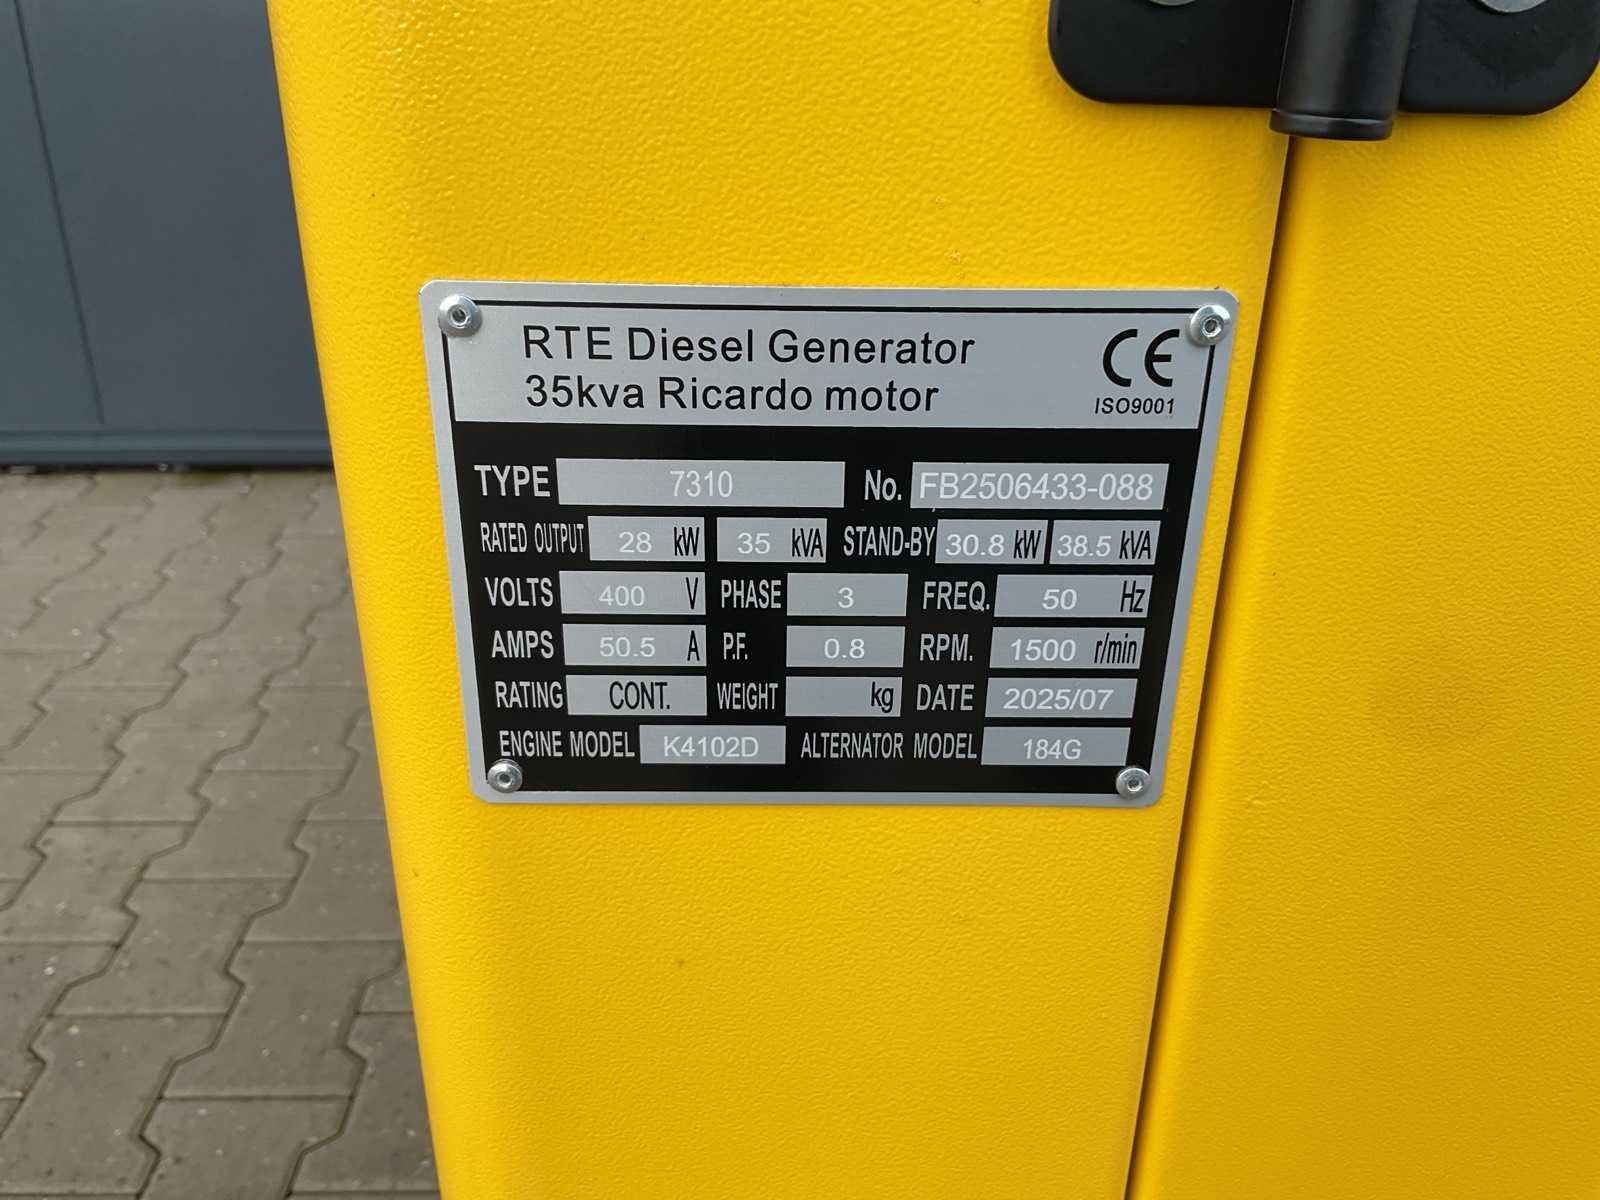 RTE Diesel Generator
35kva Ricardo motor
CE
ISO9001
TYPE 7310 No. FB2506433-088
RATED OUTPUT 28 kW 35 kVA STAND-BY 30.8 kW 38.5 kVA
VOLTS 400 V PHASE 3 FREQ. 50 Hz
AMPS 50.5 A P.F. 0.8 RPM. 1500 r/min
RATING CONT. WEIGHT kg DATE 2025/07
ENGINE MODEL K4102D ALTERNATOR MODEL 184G